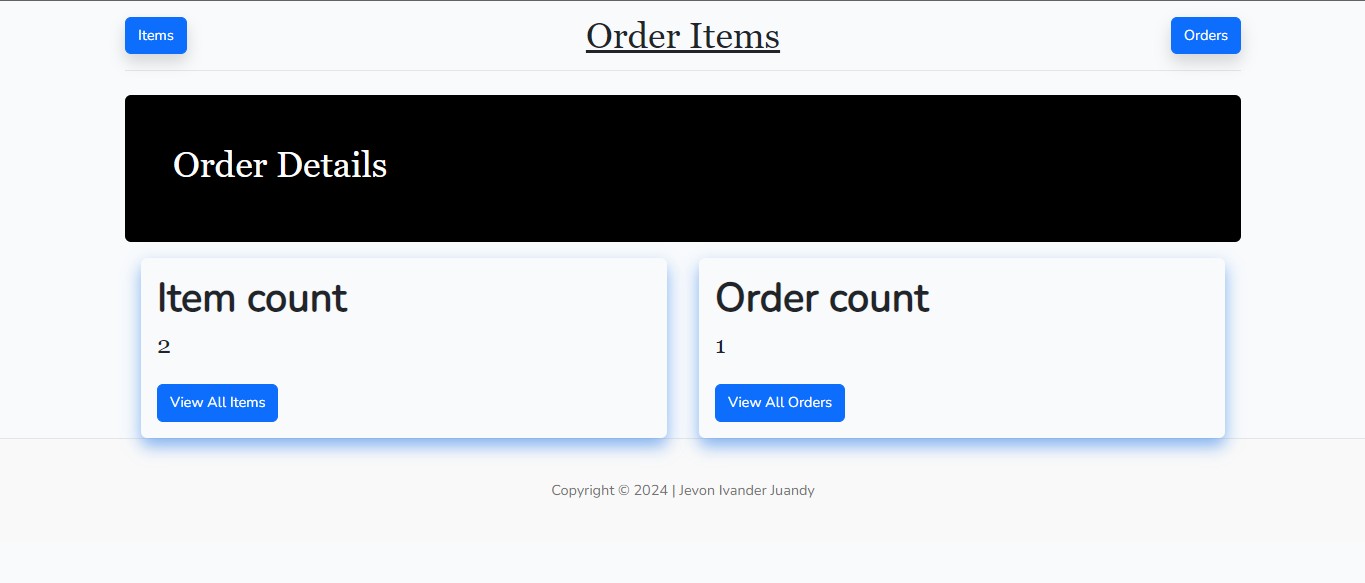 Items
Order Items
Orders
Order Details
Item count
2
View All Items
Order count
1
View All Orders
Copyright © 2024 | Jevon Ivander Juandy